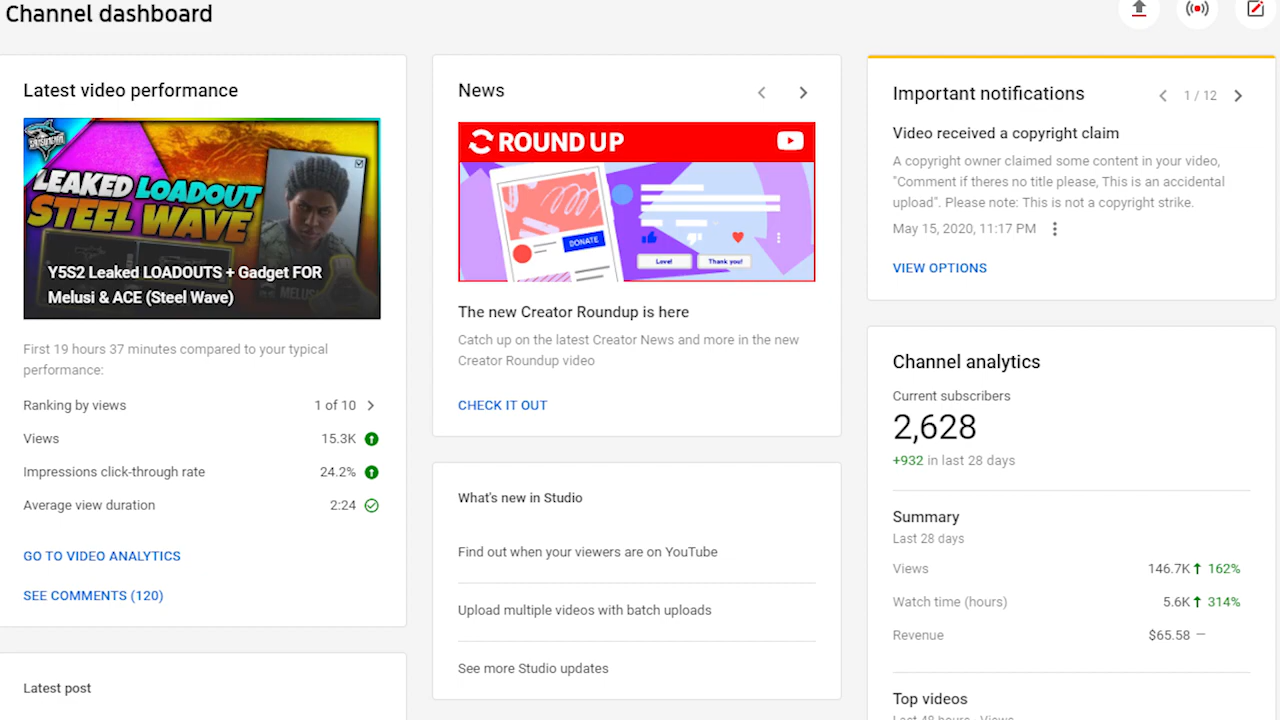 Channel dashboard
Latest video performance
LEAKED LOADOUT
STEEL WAVE
Y5S2 Leaked LOADOUTS + Gadget FOR
Melusi & ACE (Steel Wave)
First 19 hours 37 minutes compared to your typical
performance:
Ranking by views 1 of 10
Views 15.3K
Impressions click-through rate 24.2%
Average view duration 2:24
GO TO VIDEO ANALYTICS
SEE COMMENTS (120)
Latest post
News
ROUND UP
DONATE
Love!
Thank you!
The new Creator Roundup is here
Catch up on the latest Creator News and more in the new
Creator Roundup video
CHECK IT OUT
What's new in Studio
Find out when your viewers are on YouTube
Upload multiple videos with batch uploads
See more Studio updates
Important notifications
1 / 12
Video received a copyright claim
A copyright owner claimed some content in your video,
"Comment if theres no title please, This is an accidental
upload". Please note: This is not a copyright strike.
May 15, 2020, 11:17 PM
VIEW OPTIONS
Channel analytics
Current subscribers
2,628
+932 in last 28 days
Summary
Last 28 days
Views 146.7K 162%
Watch time (hours) 5.6K 314%
Revenue $65.58 —
Top videos
Last 48 hours · Views